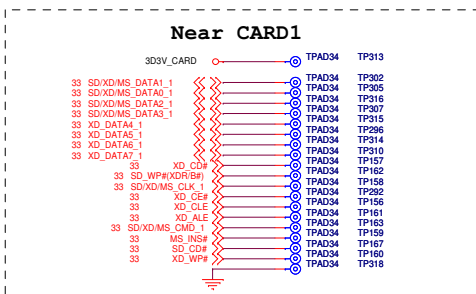 Near CARD1
3D3V_CARD TPAD34 TP313
33 SD/XD/MS_DATA1_1 TPAD34 TP302
33 SD/XD/MS_DATA0_1 TPAD34 TP305
33 SD/XD/MS_DATA2_1 TPAD34 TP316
33 SD/XD/MS_DATA3_1 TPAD34 TP307
33 XD_DATA4_1 TPAD34 TP315
33 XD_DATA5_1 TPAD34 TP296
33 XD_DATA6_1 TPAD34 TP314
33 XD_DATA7_1 TPAD34 TP310
33 XD_CD# TPAD34 TP157
33 SD_WP#(XDR/B#) TPAD34 TP162
33 SD/XD/MS_CLK_1 TPAD34 TP158
33 XD_CE# TPAD34 TP292
33 XD_CLE TPAD34 TP156
33 XD_ALE TPAD34 TP161
33 SD/XD/MS_CMD_1 TPAD34 TP163
33 MS_INS# TPAD34 TP159
33 SD_CD# TPAD34 TP167
33 XD_WP# TPAD34 TP160
TPAD34 TP318